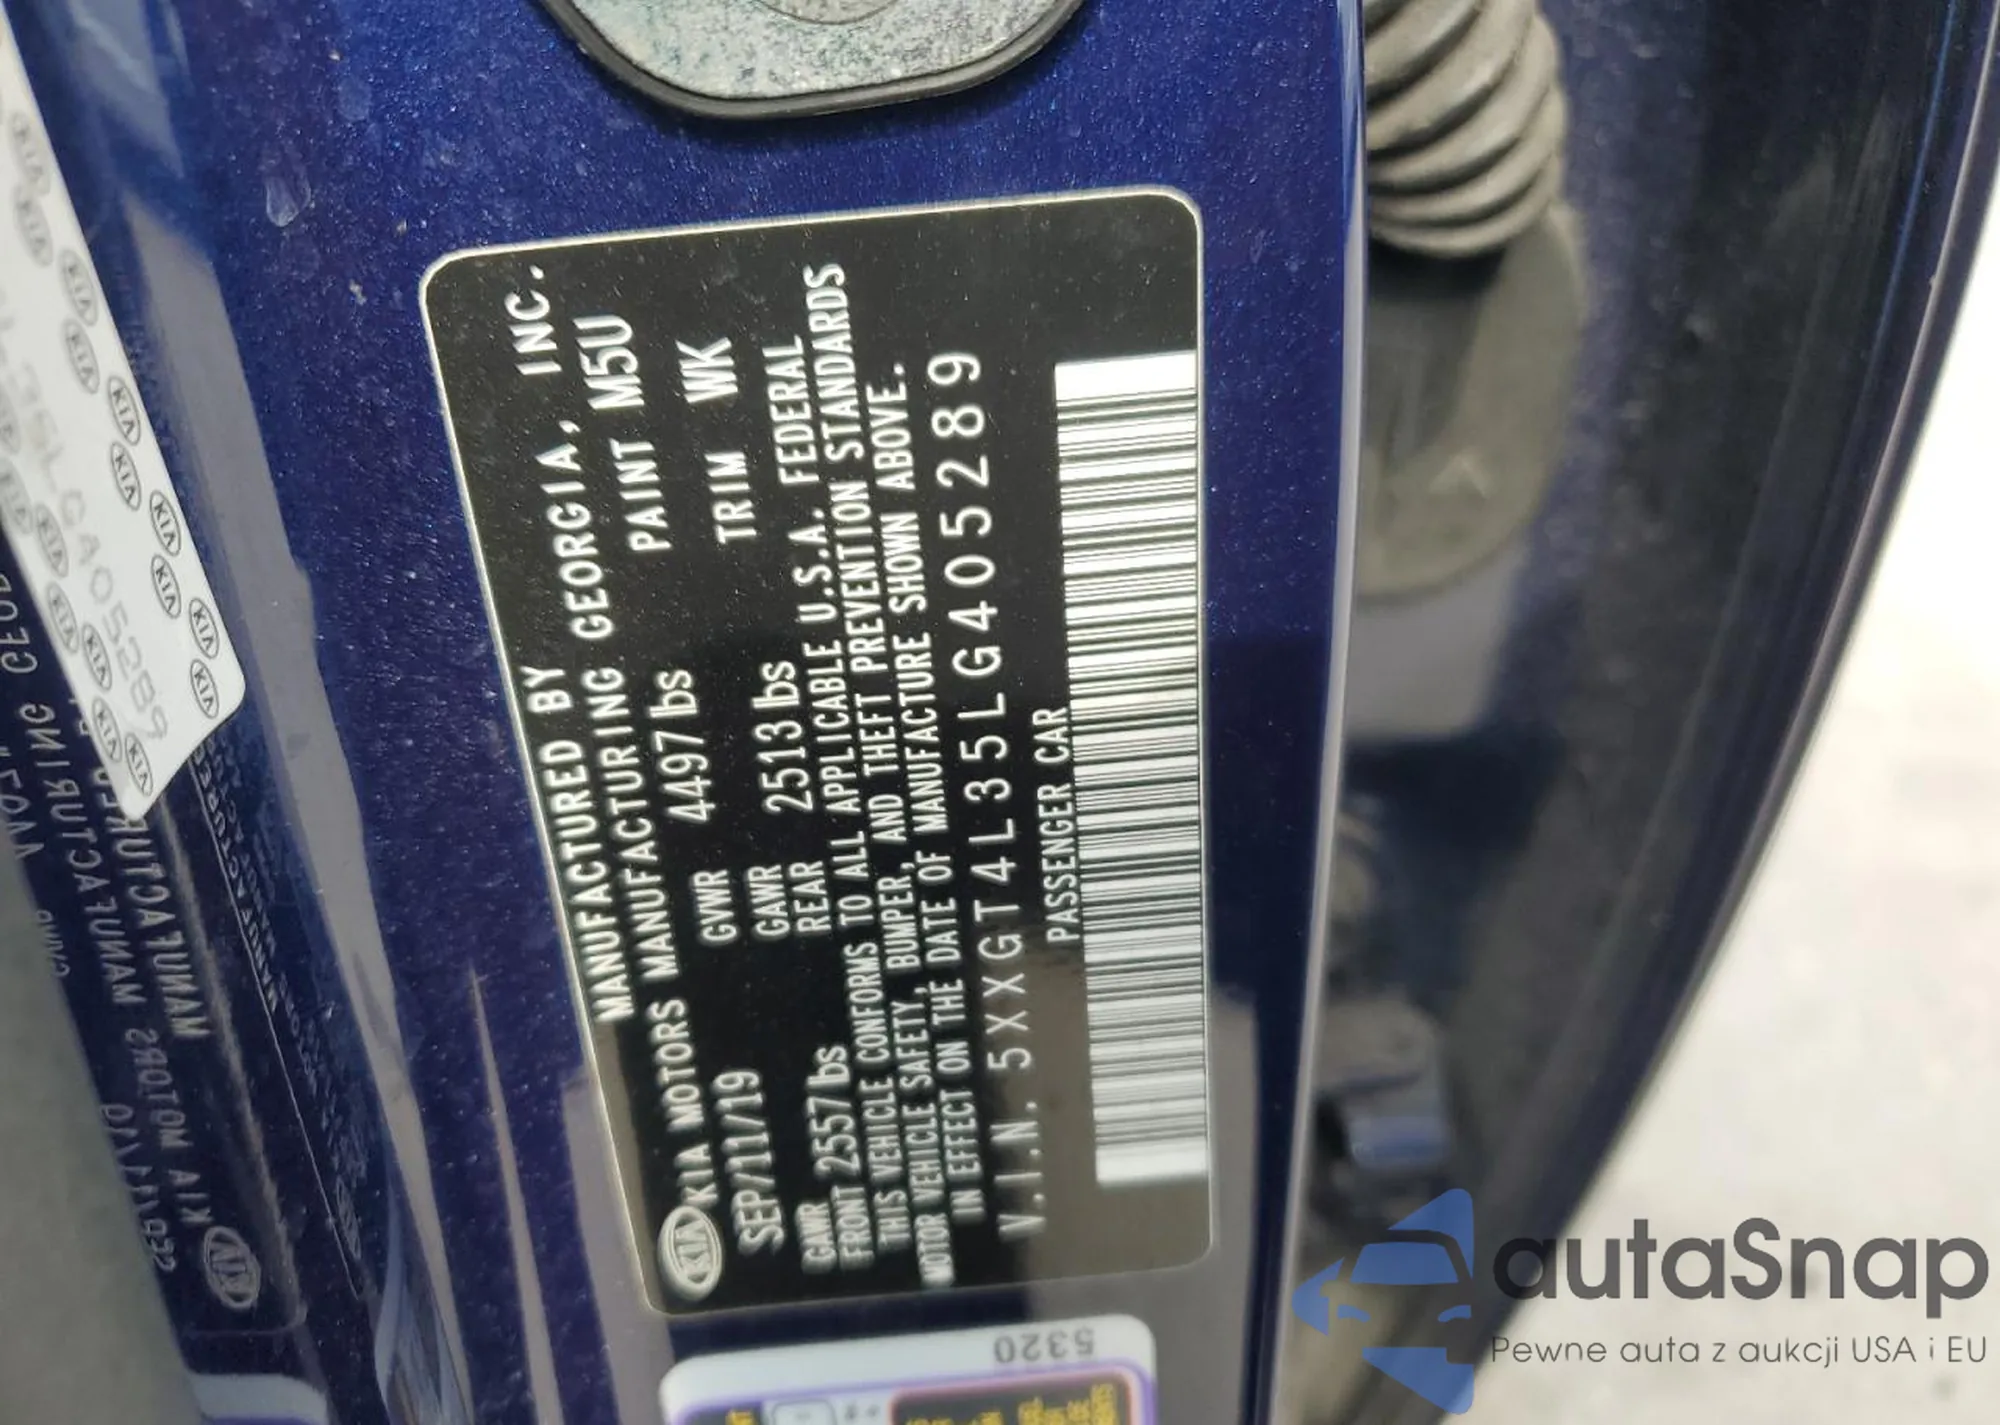 MANUFACTURED BY
KIA KIA MOTORS MANUFACTURING GEORGIA, INC.
SEP/11/19 GVWR 4497 lbs PAINT M5U
GAWR FRONT 2557 lbs GAWR REAR 2513 lbs TRIM WK
THIS VEHICLE CONFORMS TO ALL APPLICABLE U.S.A. FEDERAL
MOTOR VEHICLE SAFETY, BUMPER, AND THEFT PREVENTION STANDARDS
IN EFFECT ON THE DATE OF MANUFACTURE SHOWN ABOVE.
V.I.N. 5XXGT4L35LG405289
PASSENGER CAR
5320
autaSnap
Pewne auta z aukcji USA i EU